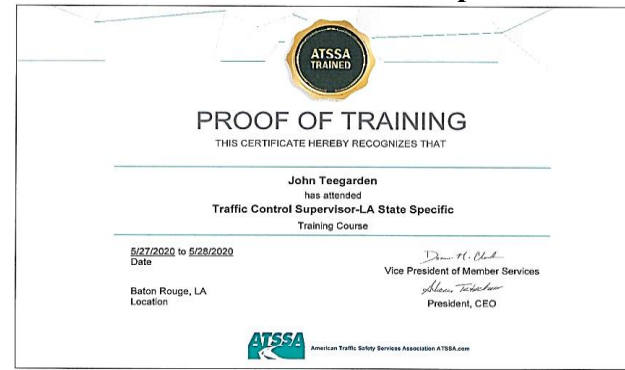 ATSSA
TRAINED
PROOF OF TRAINING
THIS CERTIFICATE HEREBY RECOGNIZES THAT
John Teegarden
has attended
Traffic Control Supervisor-LA State Specific
Training Course
5/27/2020 to 5/28/2020
Date
Vice President of Member Services
Baton Rouge, LA
Location
President, CEO
ATSSA
American Traffic Safety Services Association ATSSA.com